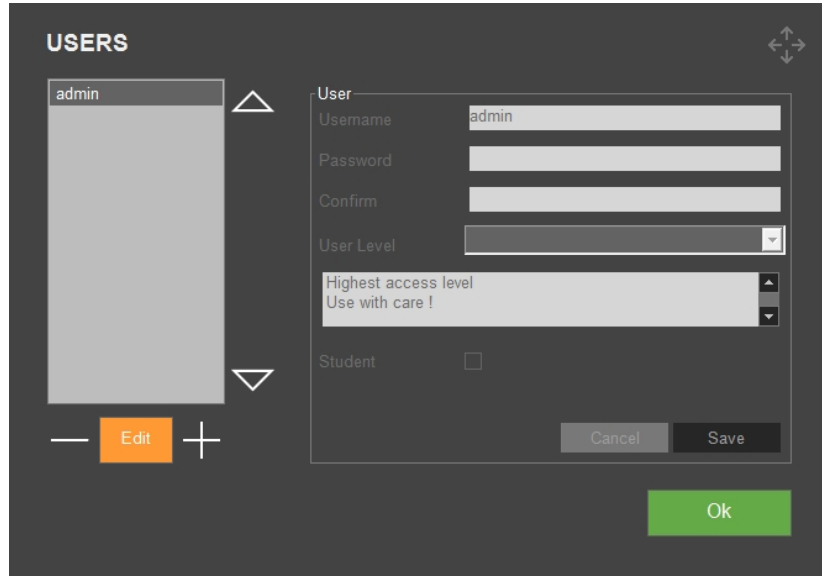 USERS
admin
User
Username
admin
Password
Confirm
User Level
Highest access level
Use with care !
Student
Edit
Cancel
Save
Ok